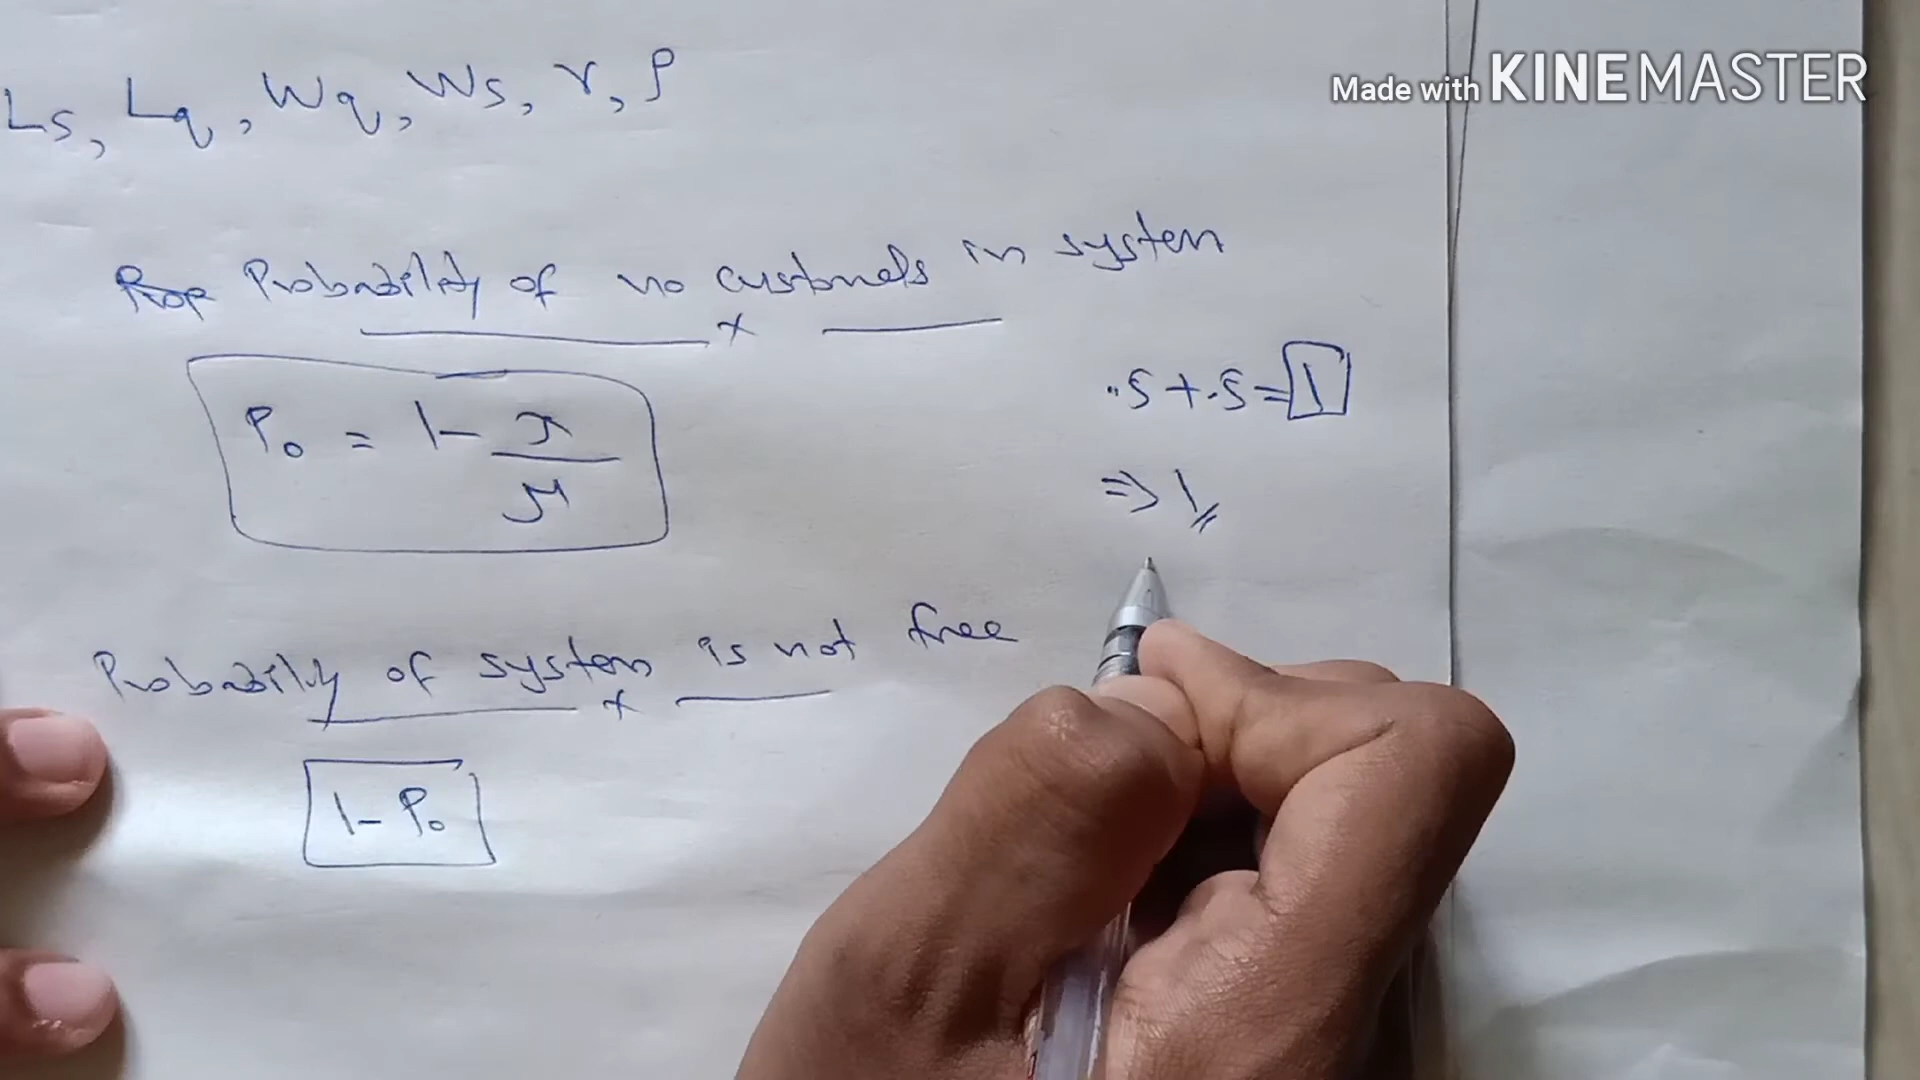 Ls, Lq, Wq, Ws, r, ρ
Made with KINEMASTER
Probability of no customers in system
x
P₀ = 1 - λ/μ
.5 + .5 = 1
⇒ 1
Probability of system is not free
x
1 - P₀